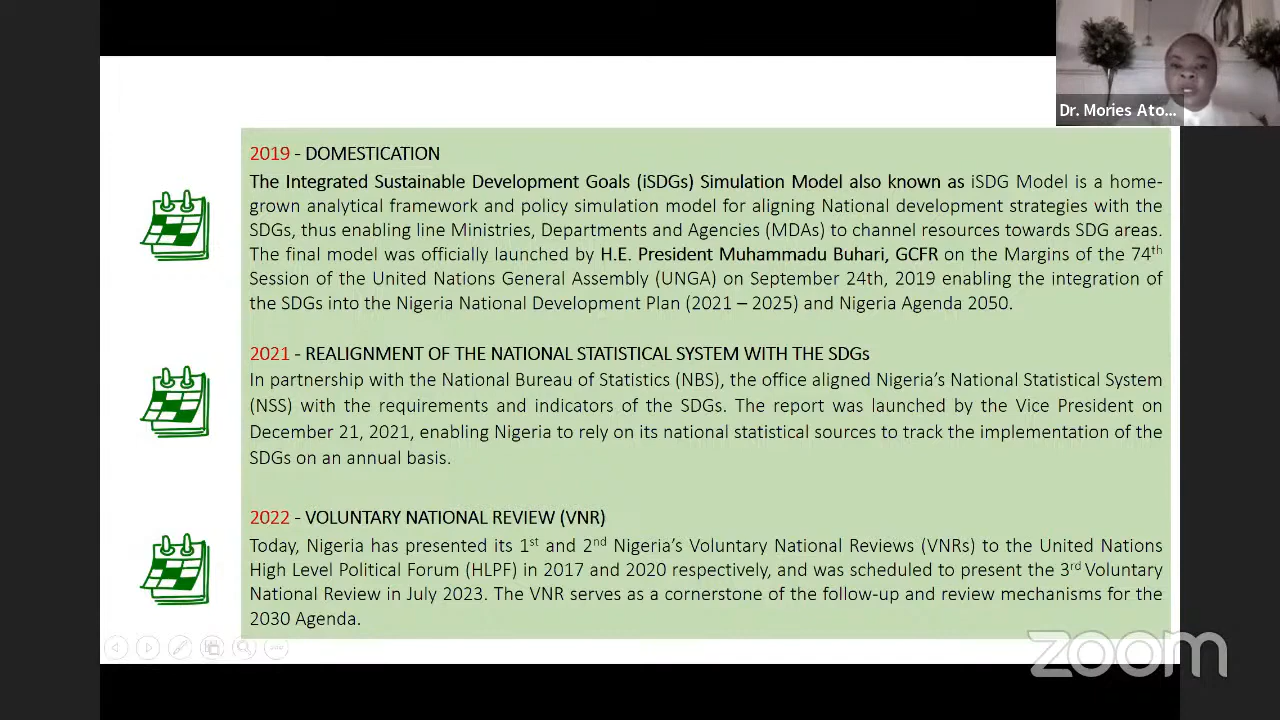 Dr. Mories Ato...
2019 - DOMESTICATION
The Integrated Sustainable Development Goals (iSDGs) Simulation Model also known as iSDG Model is a home-
grown analytical framework and policy simulation model for aligning National development strategies with the
SDGs, thus enabling line Ministries, Departments and Agencies (MDAs) to channel resources towards SDG areas.
The final model was officially launched by H.E. President Muhammadu Buhari, GCFR on the Margins of the 74th
Session of the United Nations General Assembly (UNGA) on September 24th, 2019 enabling the integration of
the SDGs into the Nigeria National Development Plan (2021 – 2025) and Nigeria Agenda 2050.
2021 - REALIGNMENT OF THE NATIONAL STATISTICAL SYSTEM WITH THE SDGs
In partnership with the National Bureau of Statistics (NBS), the office aligned Nigeria's National Statistical System
(NSS) with the requirements and indicators of the SDGs. The report was launched by the Vice President on
December 21, 2021, enabling Nigeria to rely on its national statistical sources to track the implementation of the
SDGs on an annual basis.
2022 - VOLUNTARY NATIONAL REVIEW (VNR)
Today, Nigeria has presented its 1st and 2nd Nigeria's Voluntary National Reviews (VNRs) to the United Nations
High Level Political Forum (HLPF) in 2017 and 2020 respectively, and was scheduled to present the 3rd Voluntary
National Review in July 2023. The VNR serves as a cornerstone of the follow-up and review mechanisms for the
2030 Agenda.
zoom